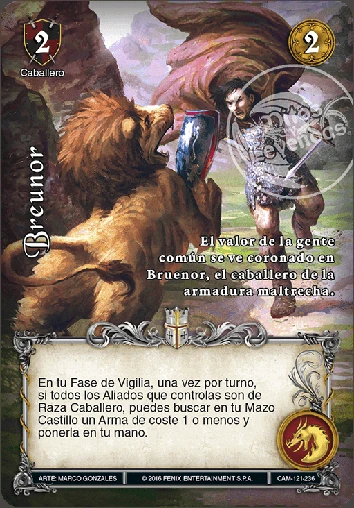 2
2
Caballero
Breunor
El valor de la gente
común se ve coronado en
Bruenor, el caballero de la
armadura maltrecha.
En tu Fase de Vigilia, una vez por turno,
si todos los Aliados que controlas son de
Raza Caballero, puedes buscar en tu Mazo
Castillo un Arma de coste 1 o menos y
ponerla en tu mano.
ARTE: MARCO GONZALES
© 2016 FENIX ENTERTAINMENT S.P.A.
CAM-121-236